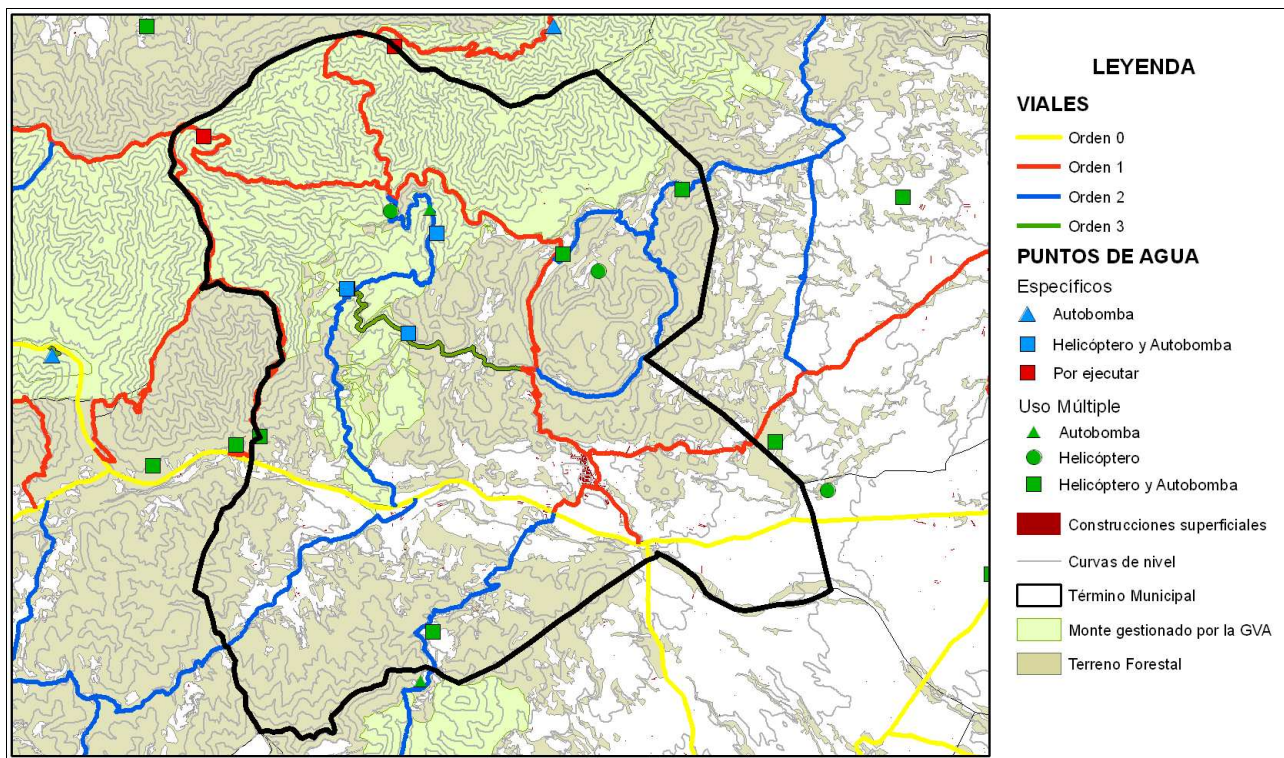 LEYENDA
VIALES
Orden 0
Orden 1
Orden 2
Orden 3
PUNTOS DE AGUA
Específicos
Autobomba
Helicóptero y Autobomba
Por ejecutar
Uso Múltiple
Autobomba
Helicóptero
Helicóptero y Autobomba
Construcciones superficiales
Curvas de nivel
Término Municipal
Monte gestionado por la GVA
Terreno Forestal